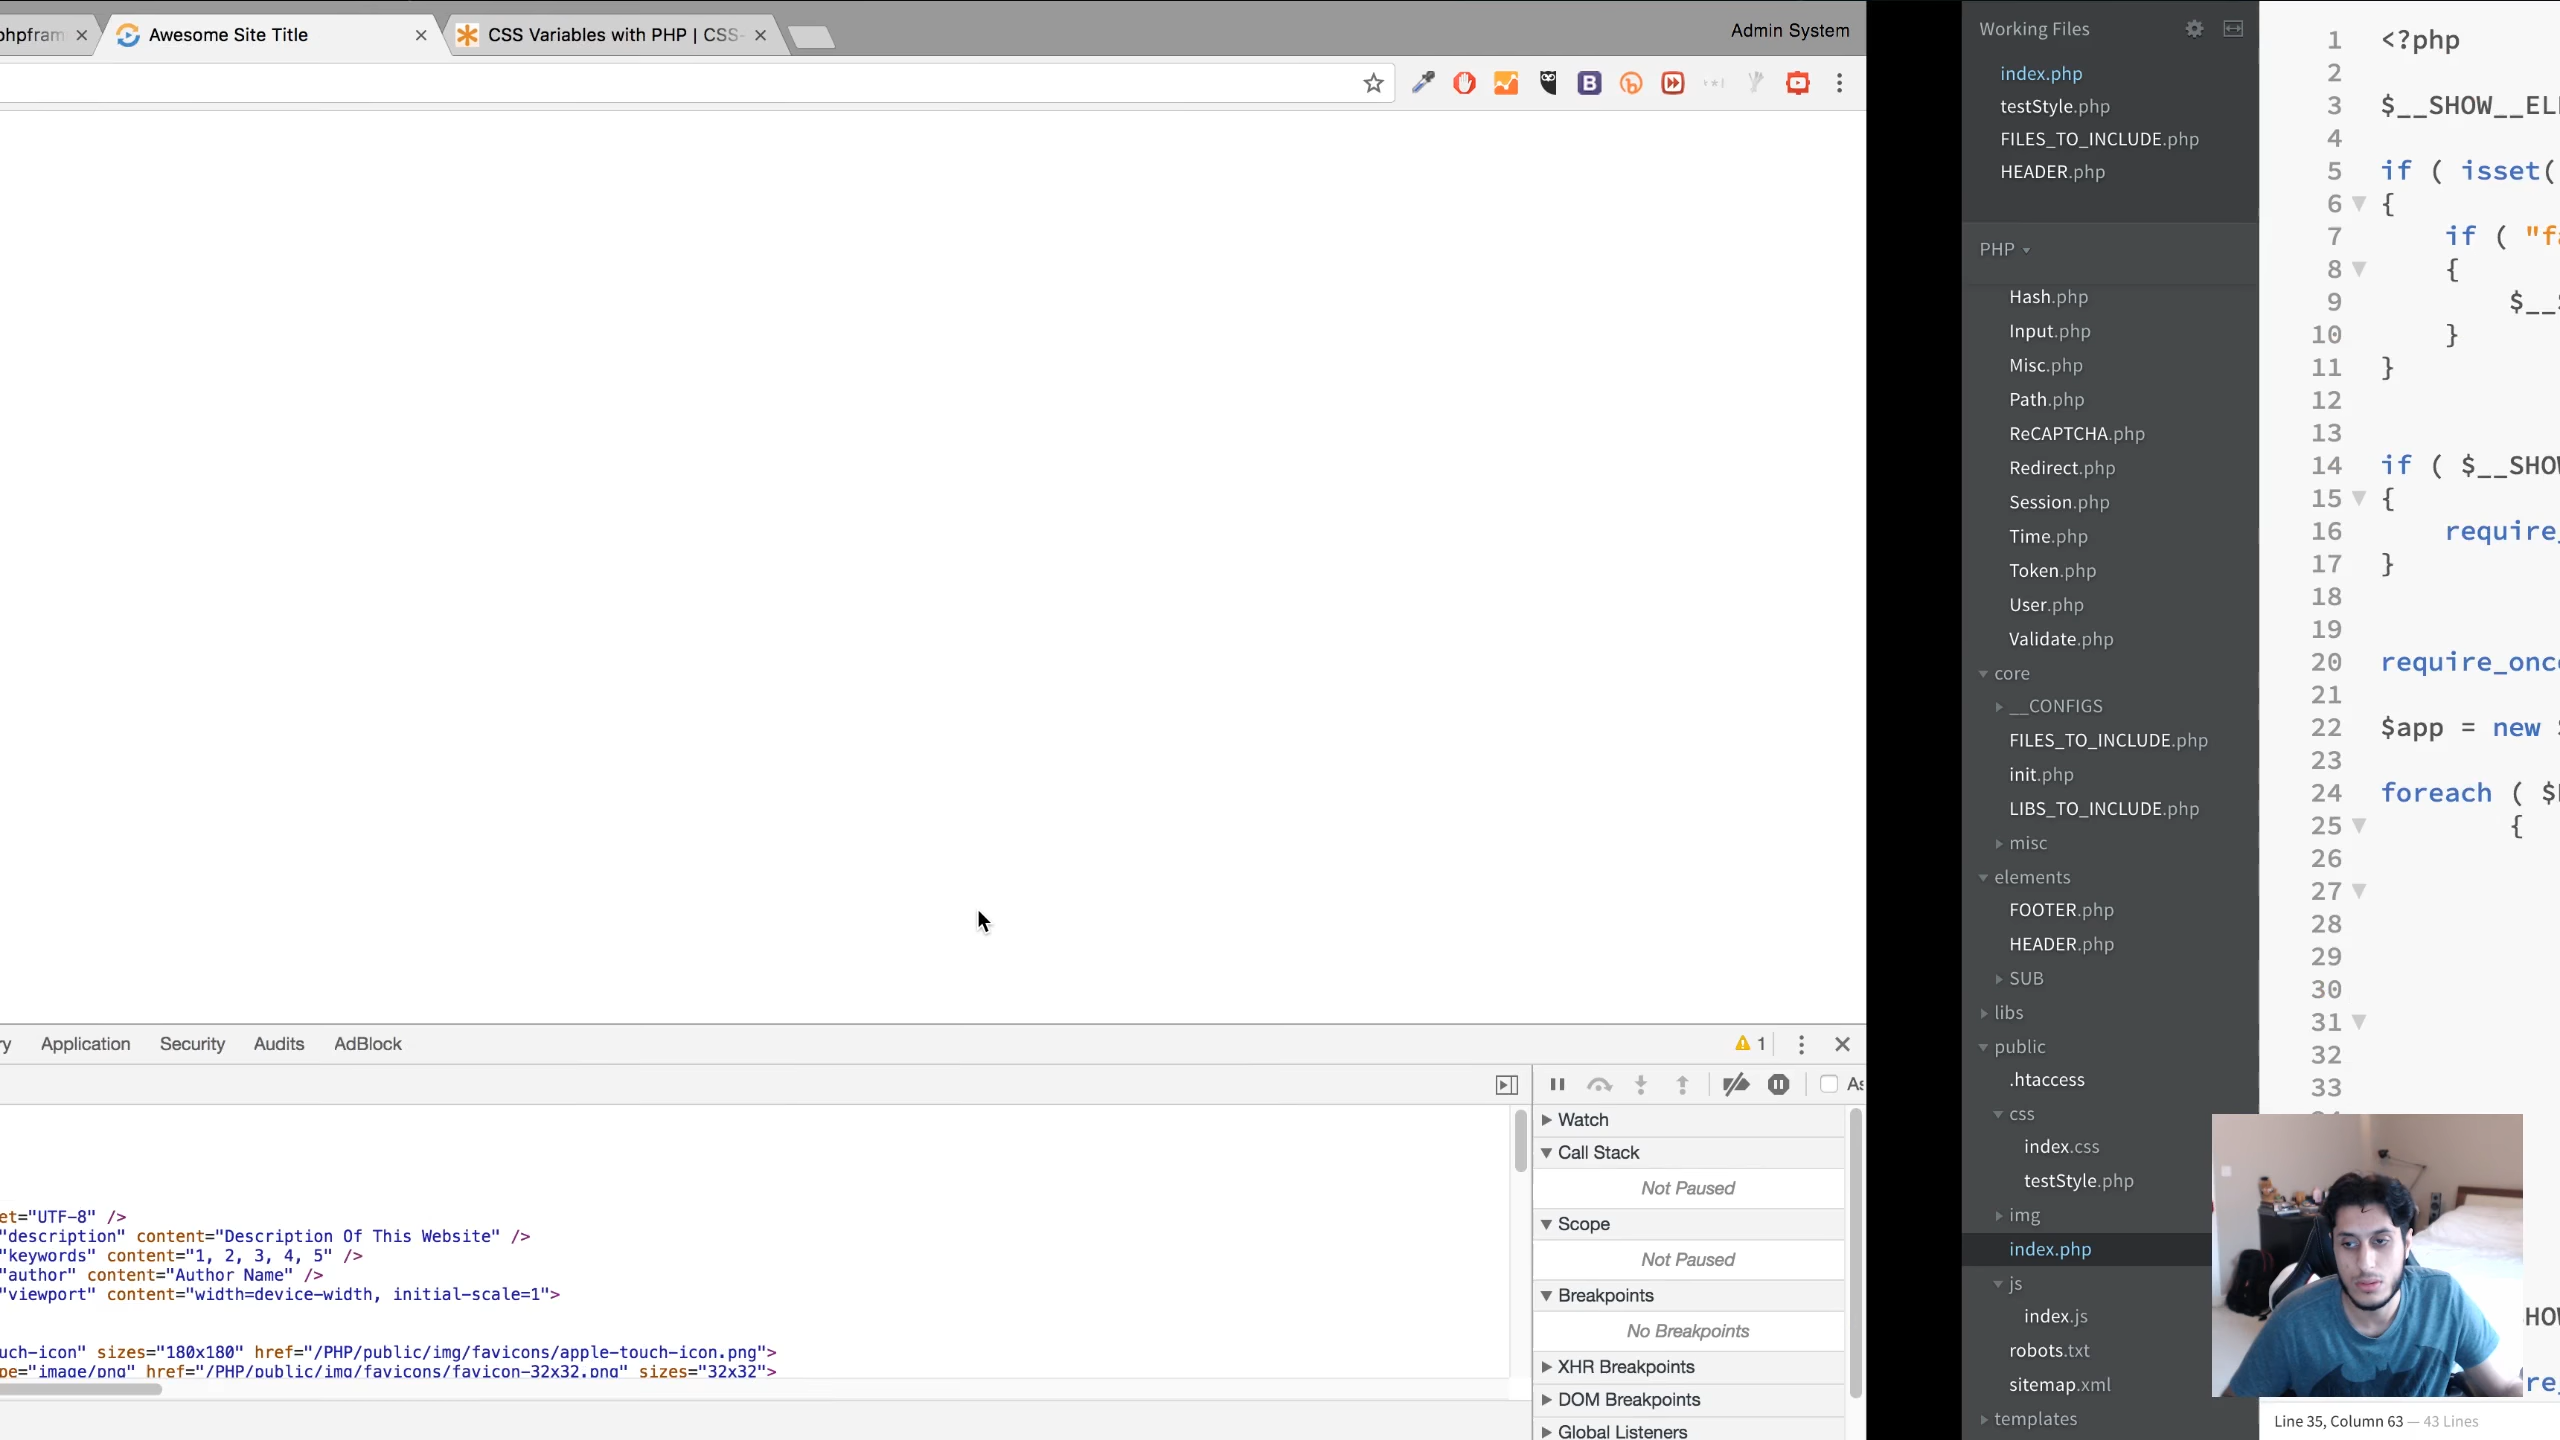 phpfram
Awesome Site Title
CSS Variables with PHP | CSS-
Admin System
Application
Security
Audits
AdBlock
1
As
Watch
Call Stack
Not Paused
Scope
Not Paused
Breakpoints
No Breakpoints
XHR Breakpoints
DOM Breakpoints
Global Listeners
et="UTF-8" />
"description" content="Description Of This Website" />
"keywords" content="1, 2, 3, 4, 5" />
"author" content="Author Name" />
"viewport" content="width=device-width, initial-scale=1">
uch-icon" sizes="180x180" href="/PHP/public/img/favicons/apple-touch-icon.png">
pe="image/png" href="/PHP/public/img/favicons/favicon-32x32.png" sizes="32x32">
Working Files
index.php
testStyle.php
FILES_TO_INCLUDE.php
HEADER.php
PHP
Hash.php
Input.php
Misc.php
Path.php
ReCAPTCHA.php
Redirect.php
Session.php
Time.php
Token.php
User.php
Validate.php
core
__CONFIGS
FILES_TO_INCLUDE.php
init.php
LIBS_TO_INCLUDE.php
misc
elements
FOOTER.php
HEADER.php
SUB
libs
public
.htaccess
css
index.css
testStyle.php
img
index.php
js
index.js
robots.txt
sitemap.xml
templates
1 <?php
2
3 $__SHOW__EL
4
5 if ( isset(
6 {
7 if ( "f
8 {
9 $__
10 }
11 }
12
13
14 if ( $__SHO
15 {
16 require_
17 }
18
19
20 require_onc
21
22 $app = new
23
24 foreach ( $
25 {
26
27
28
29
30
31
32
33
HOW
re_
Line 35, Column 63 — 43 Lines